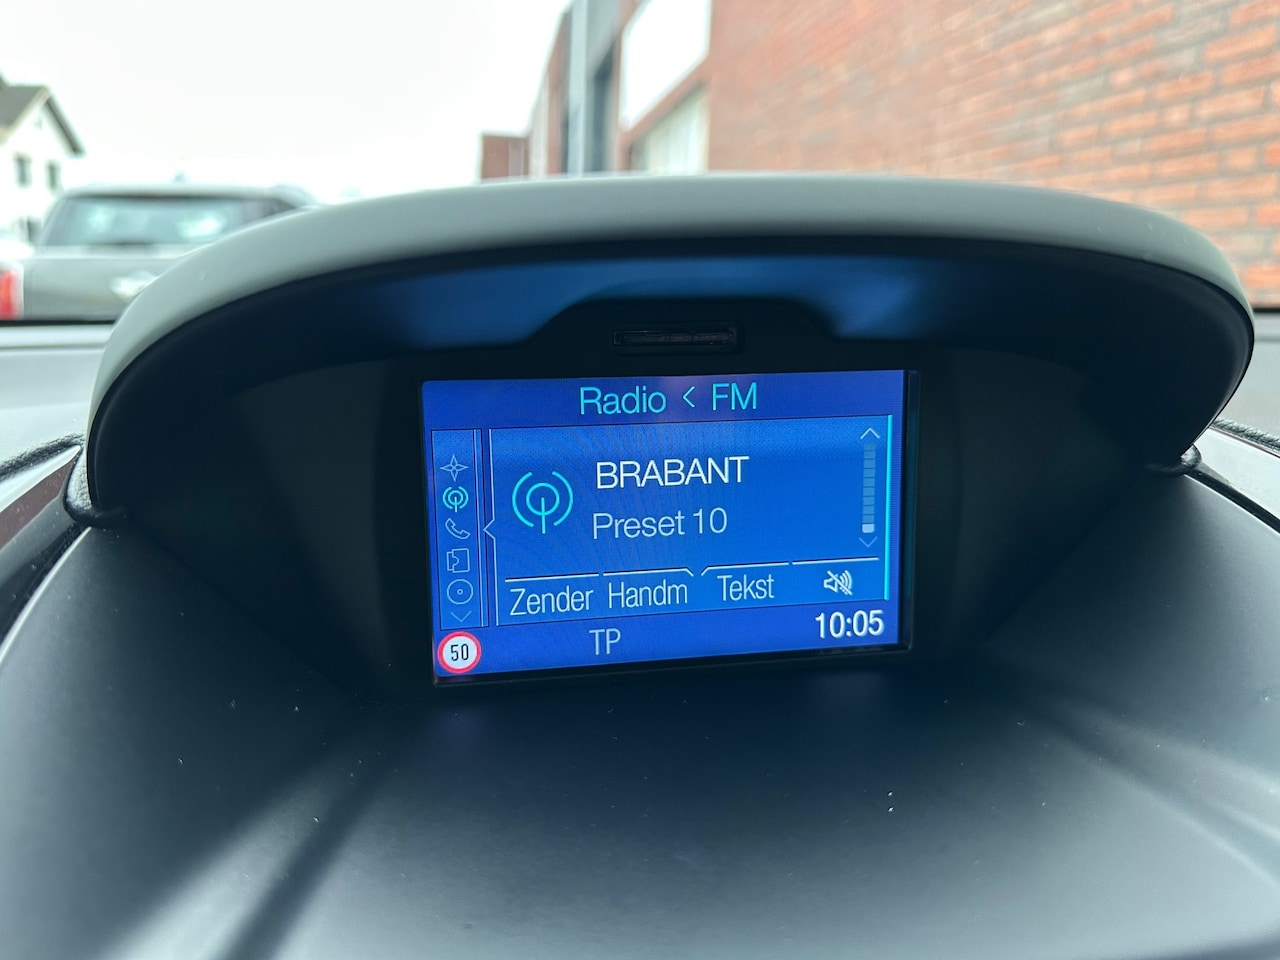 Radio < FM
BRABANT
Preset 10
Zender Handm Tekst
50 TP 10:05